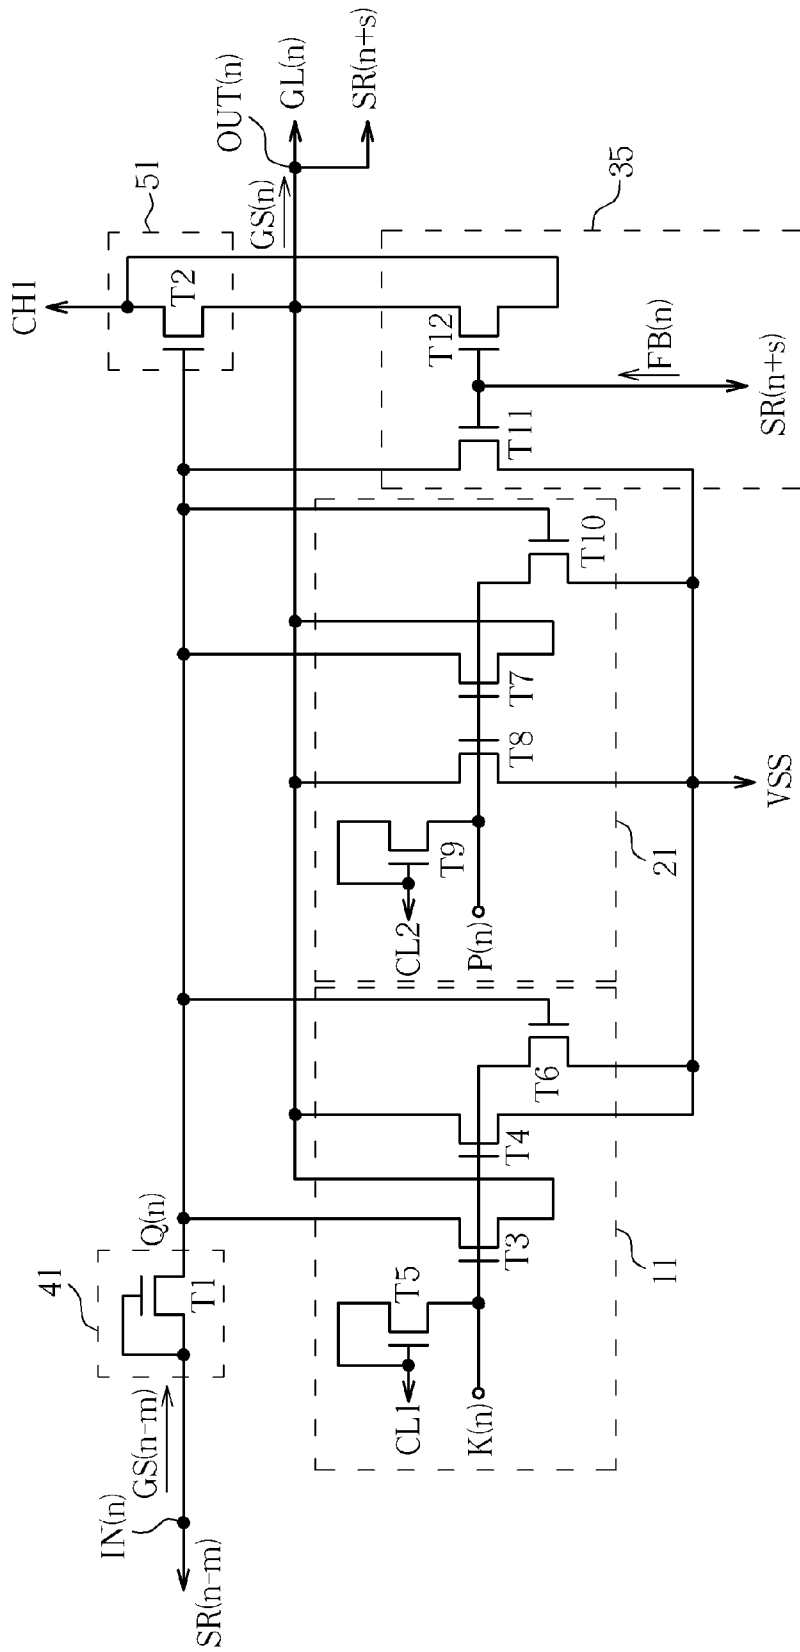 CH1
51
T2
OUT(n)
GS(n)
GL(n)
SR(n+s)
35
T12
T11
FB(n)
SR(n+s)
T10
T7
T8
T9
CL2
P(n)
21
VSS
T6
T4
T3
T5
CL1
K(n)
11
Q(n)
41
T1
GS(n-m)
IN(n)
SR(n-m)